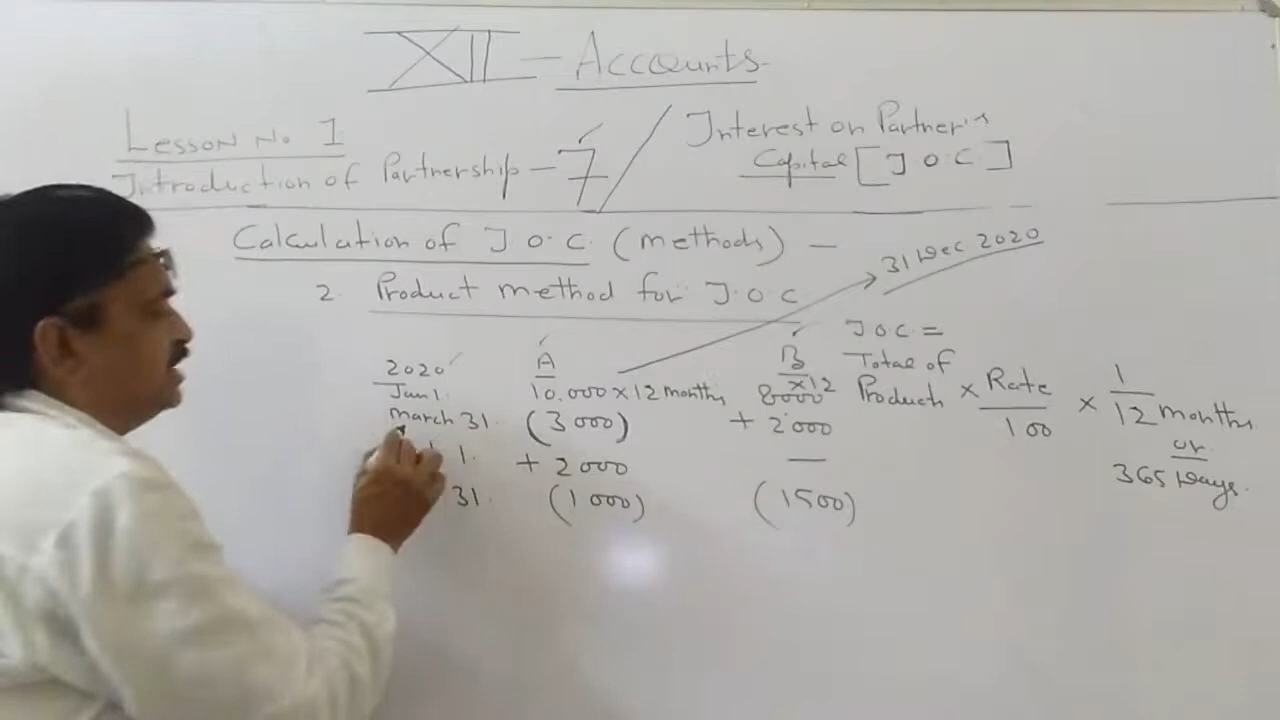 XII - Accounts
Lesson No. 1
Introduction of Partnership - 7 / Interest on Partner's
Capital [I O C]
Calculation of I O C. (methods) -
31 Dec 2020
2. Product method for I.O.C
I O C =
2020 A B Total of
Jan 1. 10,000 x 12 months 8000 x12 Product x Rate/100 x 1/12 months
March 31. (3000) + 2000 or
1. + 2000 — 365 Days.
31. (1000) (1500)